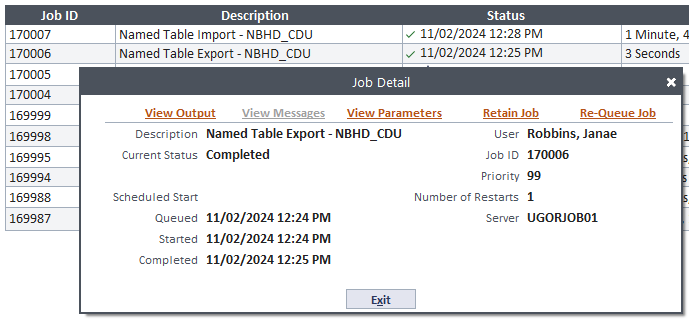 Job ID Description Status
170007 Named Table Import - NBHD_CDU ✓ 11/02/2024 12:28 PM 1 Minute, 4
170006 Named Table Export - NBHD_CDU ✓ 11/02/2024 12:25 PM 3 Seconds
170005
170004
169999
169998
169995
169994
169988
169987
Job Detail ×
View Output View Messages View Parameters Retain Job Re-Queue Job
Description Named Table Export - NBHD_CDU User Robbins, Janae
Current Status Completed Job ID 170006
Priority 99
Scheduled Start Number of Restarts 1
Queued 11/02/2024 12:24 PM Server UGORJOB01
Started 11/02/2024 12:24 PM
Completed 11/02/2024 12:25 PM
Exit